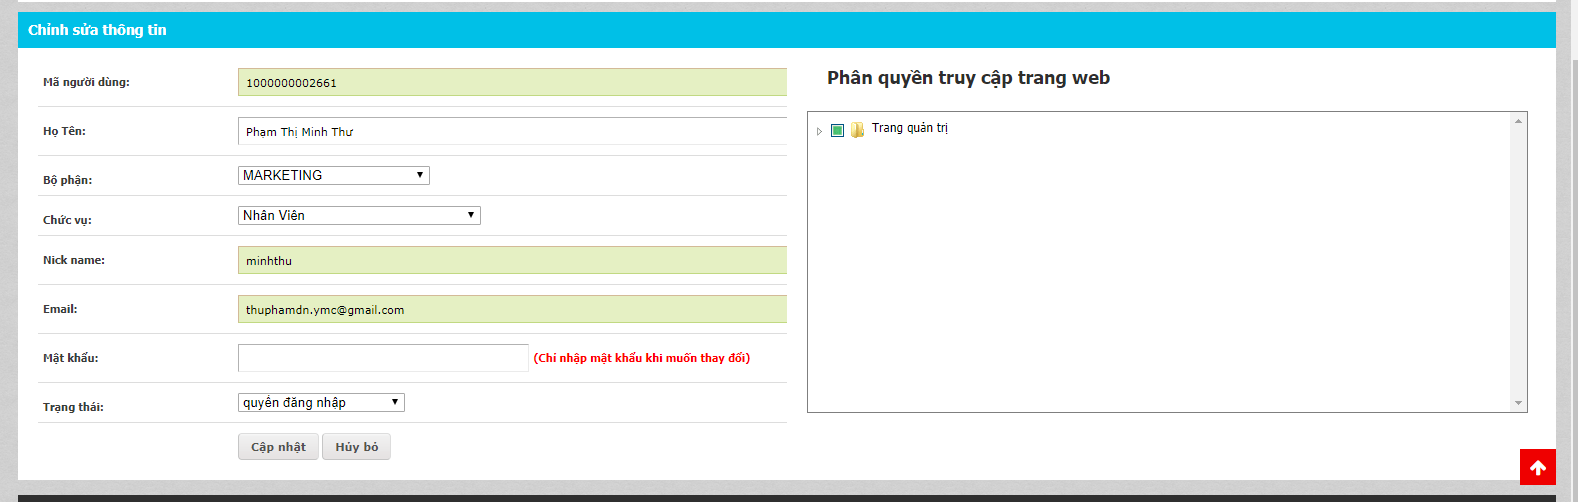 Chỉnh sửa thông tin
Mã người dùng: 1000000002661
Họ Tên: Phạm Thị Minh Thư
Bộ phận: MARKETING
Chức vụ: Nhân Viên
Nick name: minhthu
Email: thuphamdn.ymc@gmail.com
Mật khẩu: (Chỉ nhập mật khẩu khi muốn thay đổi)
Trạng thái: quyền đăng nhập
Cập nhật Hủy bỏ
Phân quyền truy cập trang web
Trang quản trị